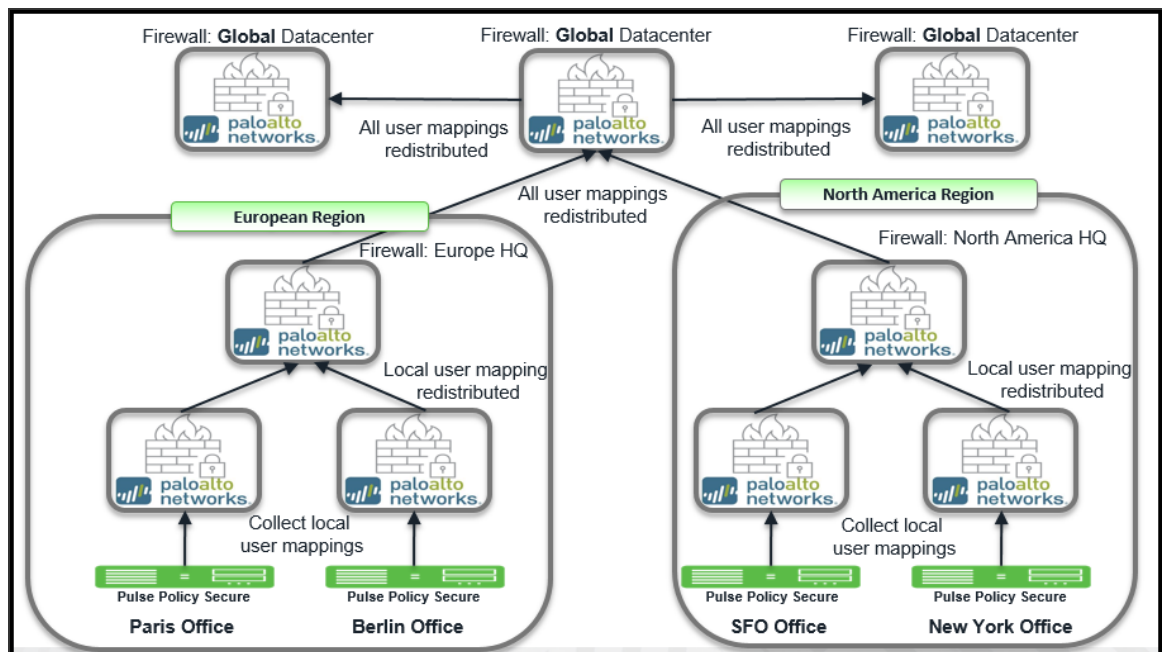 Firewall: Global Datacenter
Firewall: Global Datacenter
Firewall: Global Datacenter
paloalto
networks.
paloalto
networks.
paloalto
networks.
All user mappings
redistributed
All user mappings
redistributed
All user mappings
redistributed
European Region
North America Region
Firewall: Europe HQ
Firewall: North America HQ
paloalto
networks.
paloalto
networks.
Local user mapping
redistributed
Local user mapping
redistributed
paloalto
networks.
paloalto
networks.
paloalto
networks.
paloalto
networks.
Collect local
user mappings
Collect local
user mappings
Pulse Policy Secure
Pulse Policy Secure
Pulse Policy Secure
Pulse Policy Secure
Paris Office
Berlin Office
SFO Office
New York Office